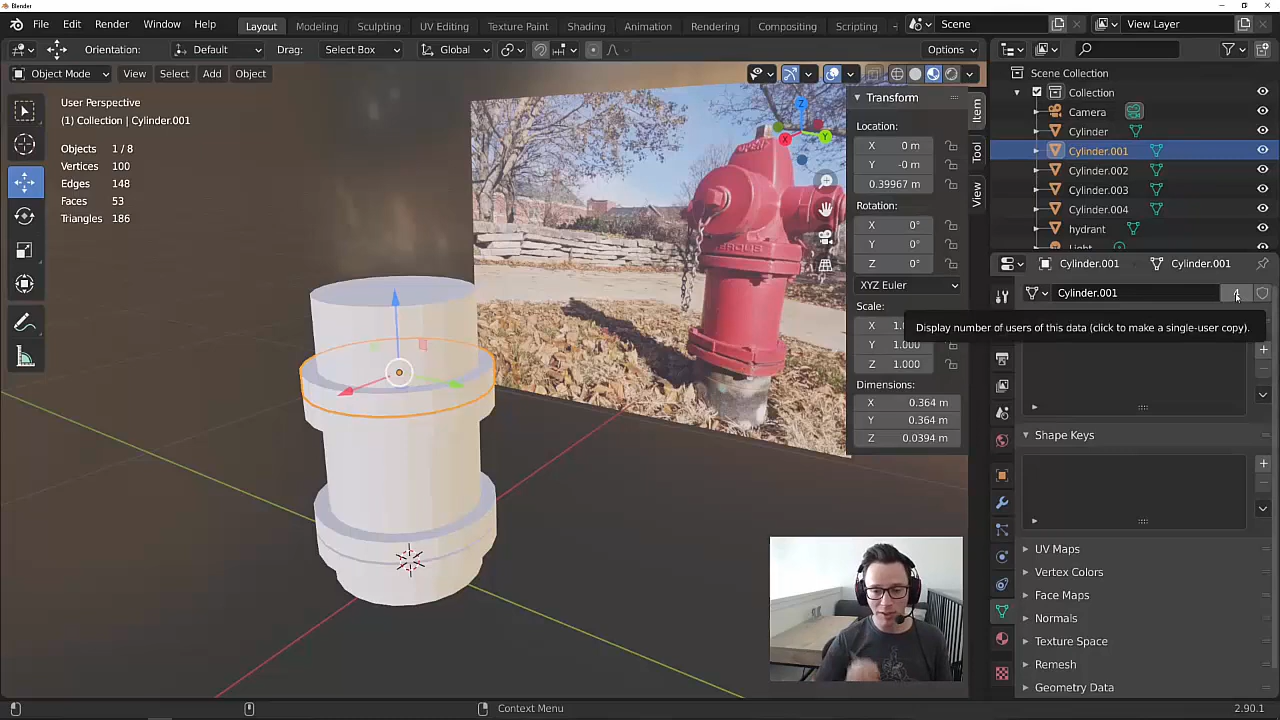 Blender
File Edit Render Window Help
Layout Modeling Sculpting UV Editing Texture Paint Shading Animation Rendering Compositing Scripting
Scene
View Layer
Orientation: Default Drag: Select Box
Global
Options
Object Mode View Select Add Object
User Perspective
(1) Collection | Cylinder.001
Objects 1 / 8
Vertices 100
Edges 148
Faces 53
Triangles 186
Z
Y
X
FERGUS
Transform
Location:
X 0 m
Y -0 m
0.39967 m
Rotation:
X 0°
Y 0°
Z 0°
XYZ Euler
Scale:
X
Y 1.000
Z 1.000
Dimensions:
X 0.364 m
Y 0.364 m
Z 0.0394 m
Item
Tool
View
Scene Collection
Collection
Camera
Cylinder
Cylinder.001
Cylinder.002
Cylinder.003
Cylinder.004
hydrant
Light
Cylinder.001 Cylinder.001
Cylinder.001
Display number of users of this data (click to make a single-user copy).
Shape Keys
UV Maps
Vertex Colors
Face Maps
Normals
Texture Space
Remesh
Geometry Data
Context Menu
2.90.1